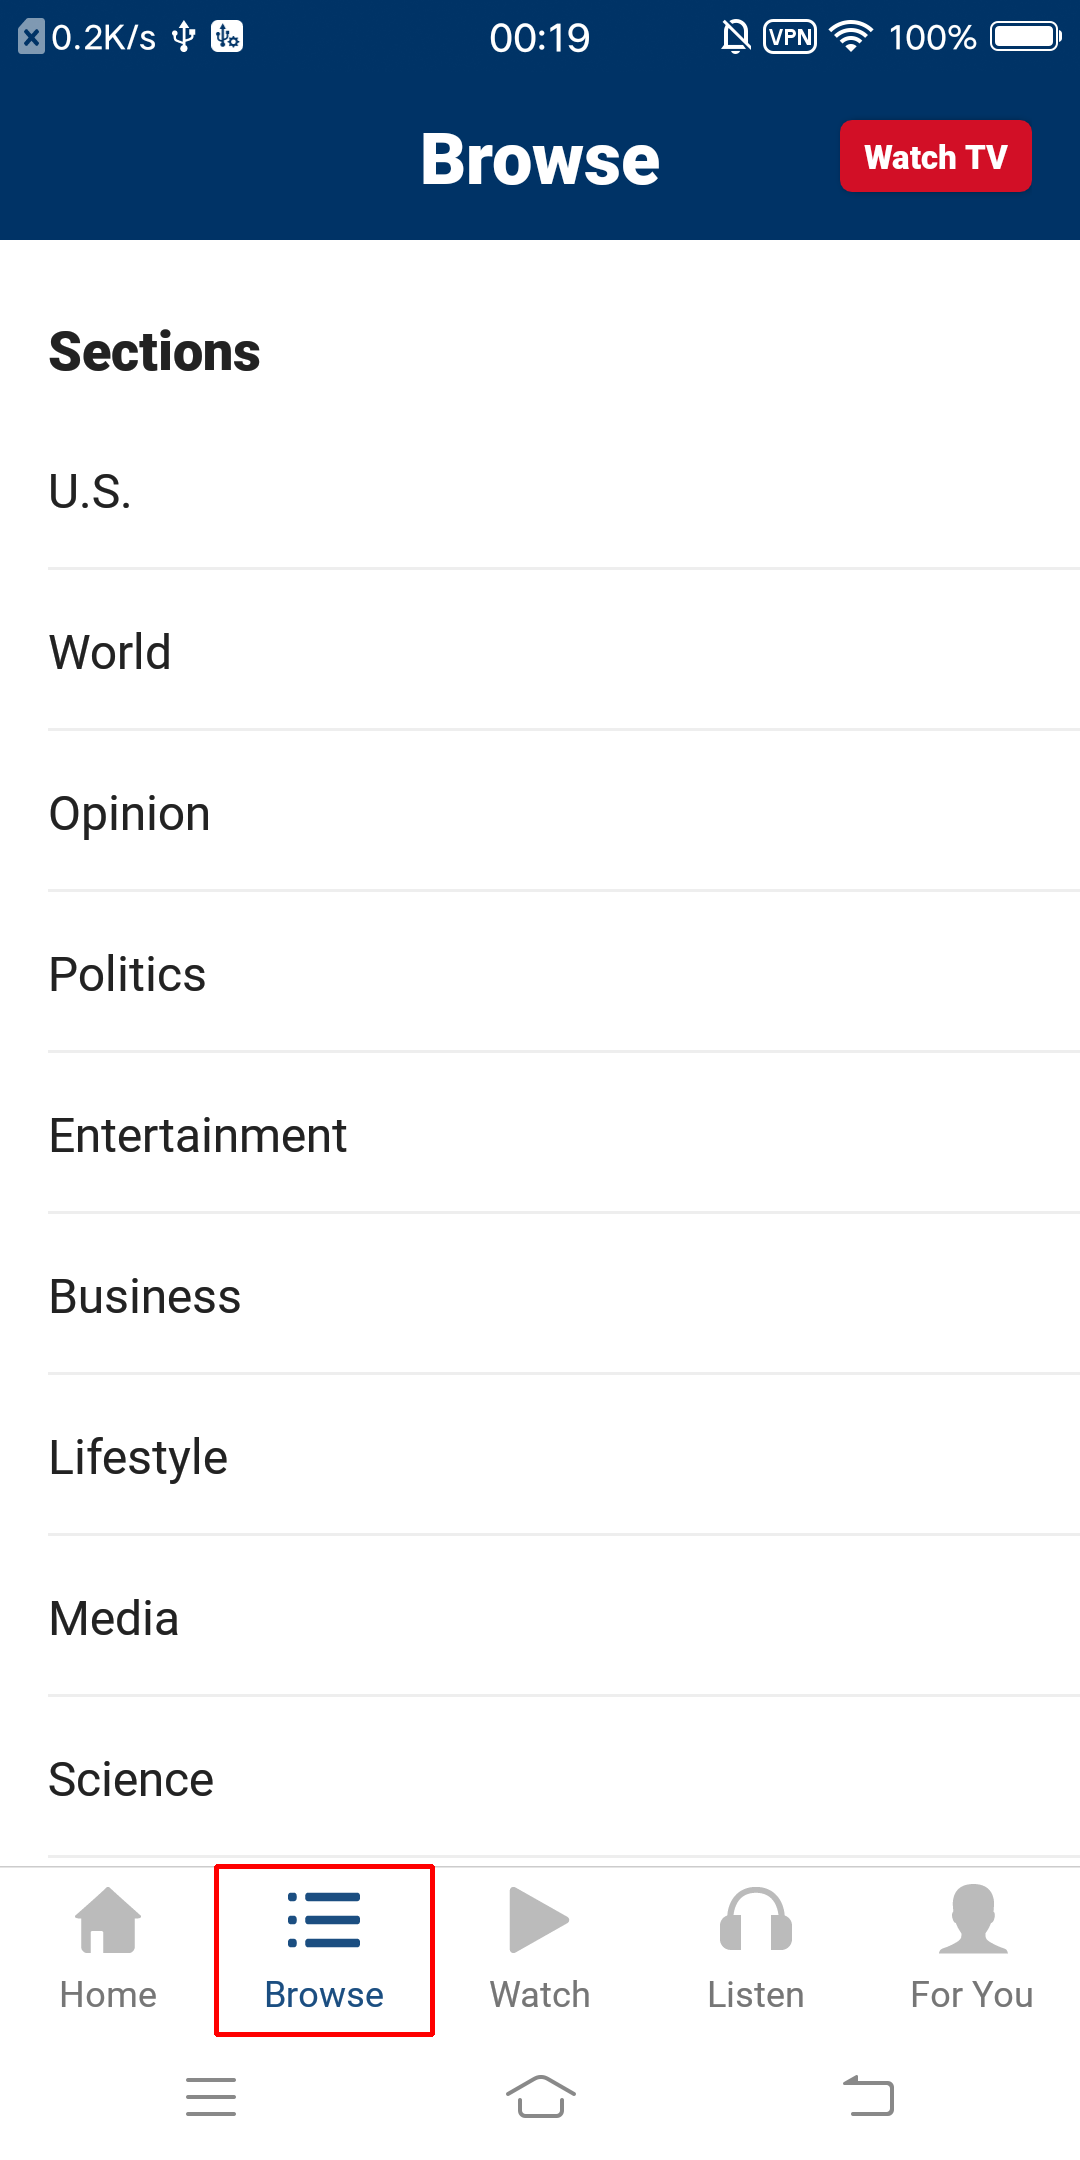 0.2K/s 00:19 VPN 100%
Browse Watch TV
Sections
U.S.
World
Opinion
Politics
Entertainment
Business
Lifestyle
Media
Science
Home Browse Watch Listen For You